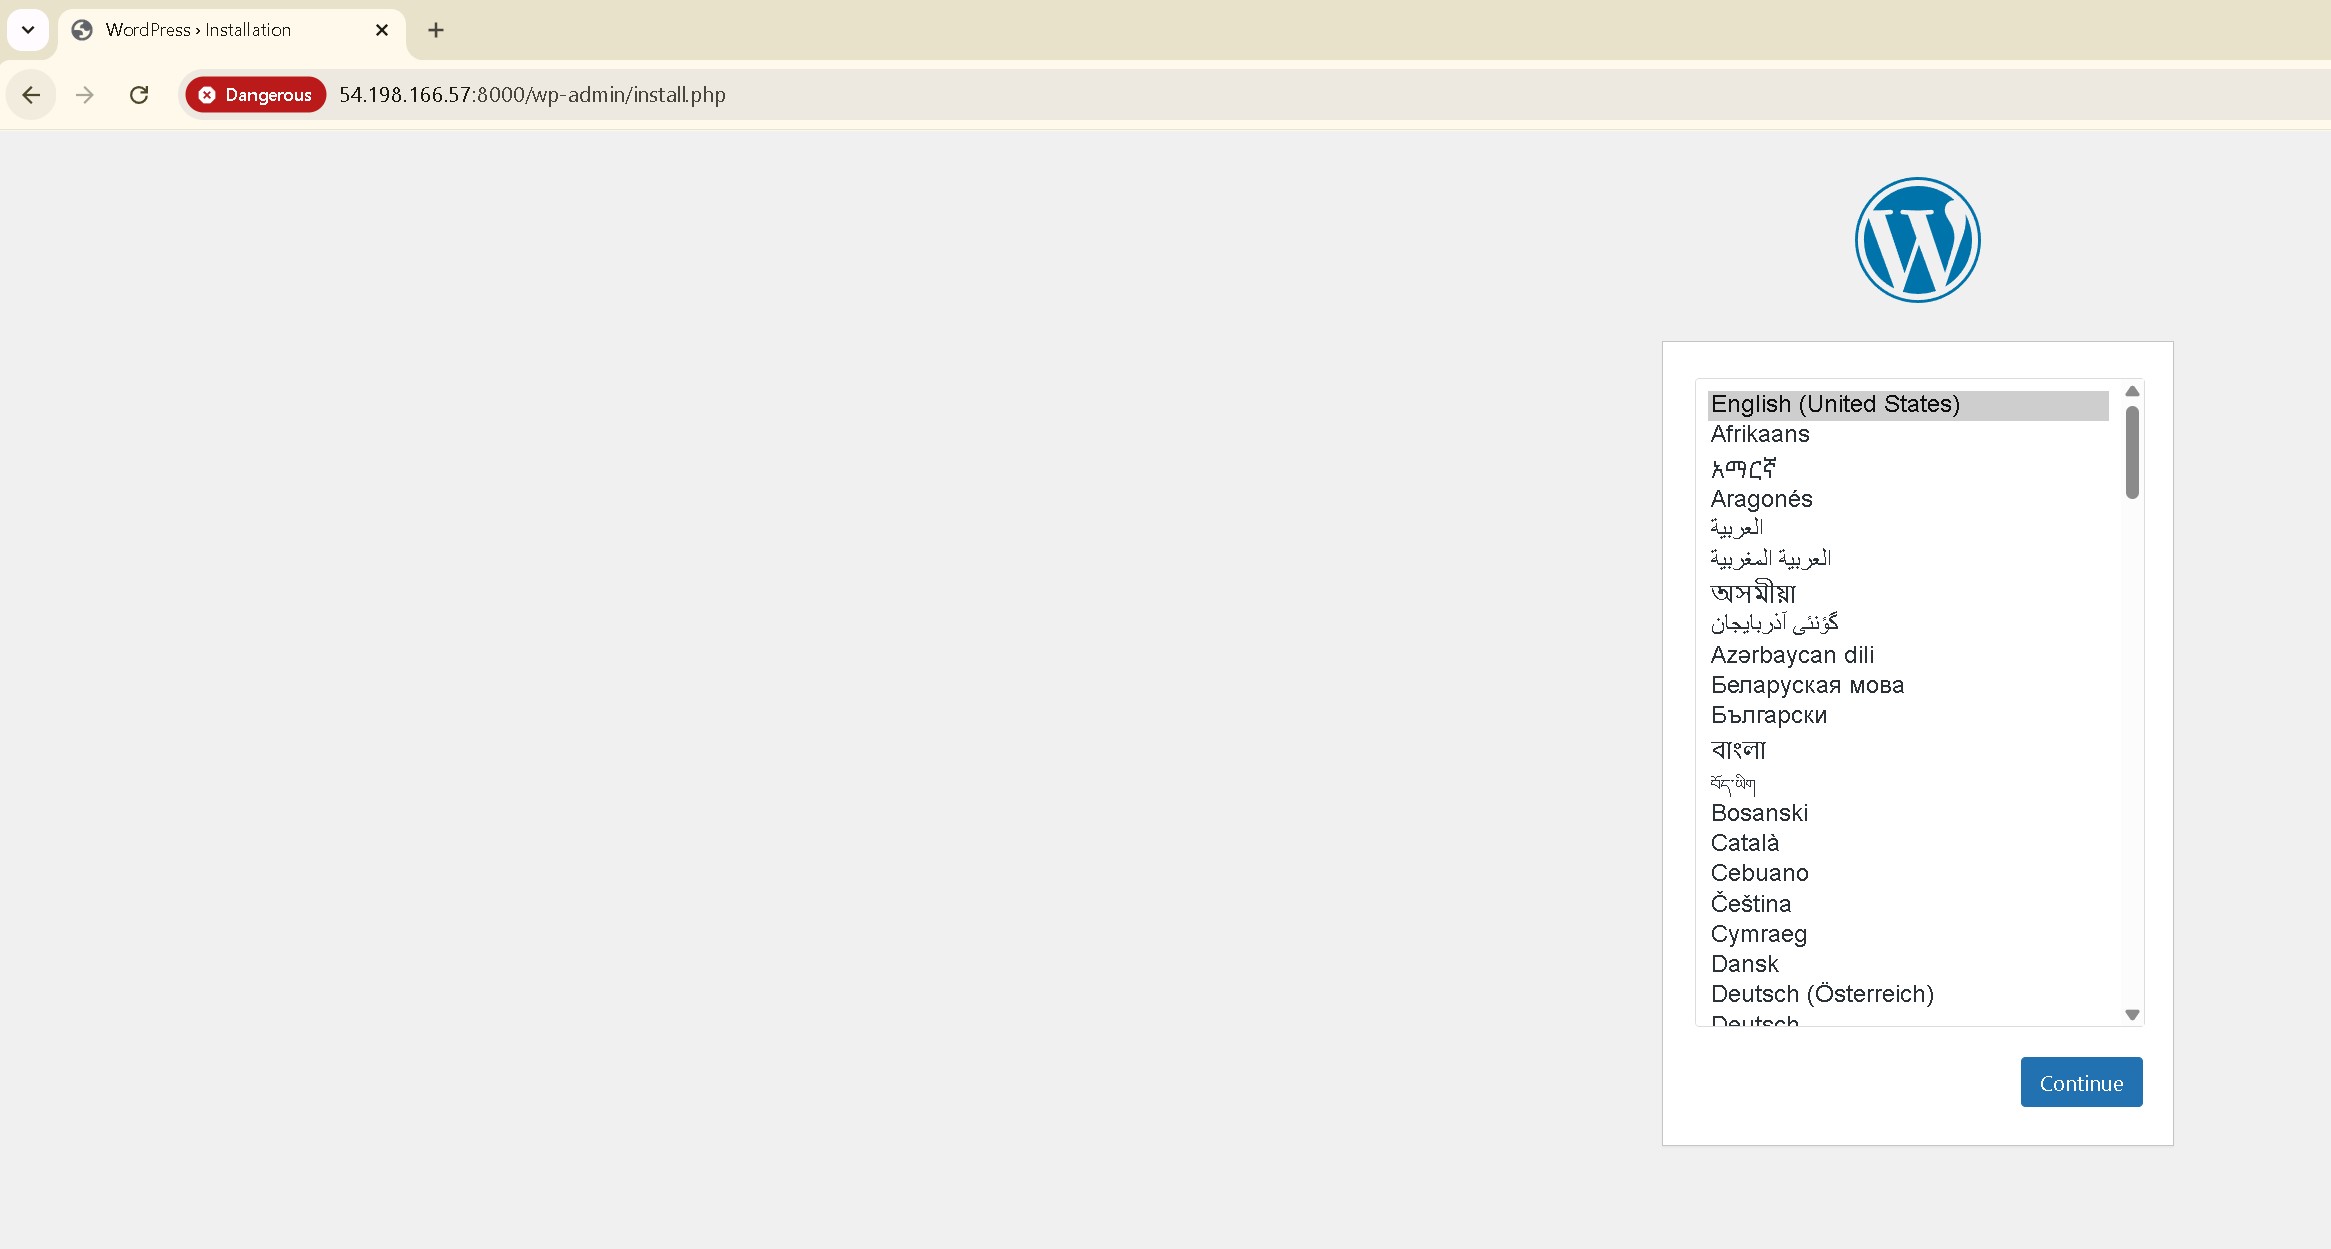 WordPress › Installation
Dangerous
54.198.166.57:8000/wp-admin/install.php
English (United States)
Afrikaans
አማርኛ
Aragonés
العربية
العربية المغربية
অসমীয়া
گؤنئی آذربایجان
Azərbaycan dili
Беларуская мова
Български
বাংলা
བོད་ཡིག
Bosanski
Català
Cebuano
Čeština
Cymraeg
Dansk
Deutsch (Österreich)
Deutsch
Continue